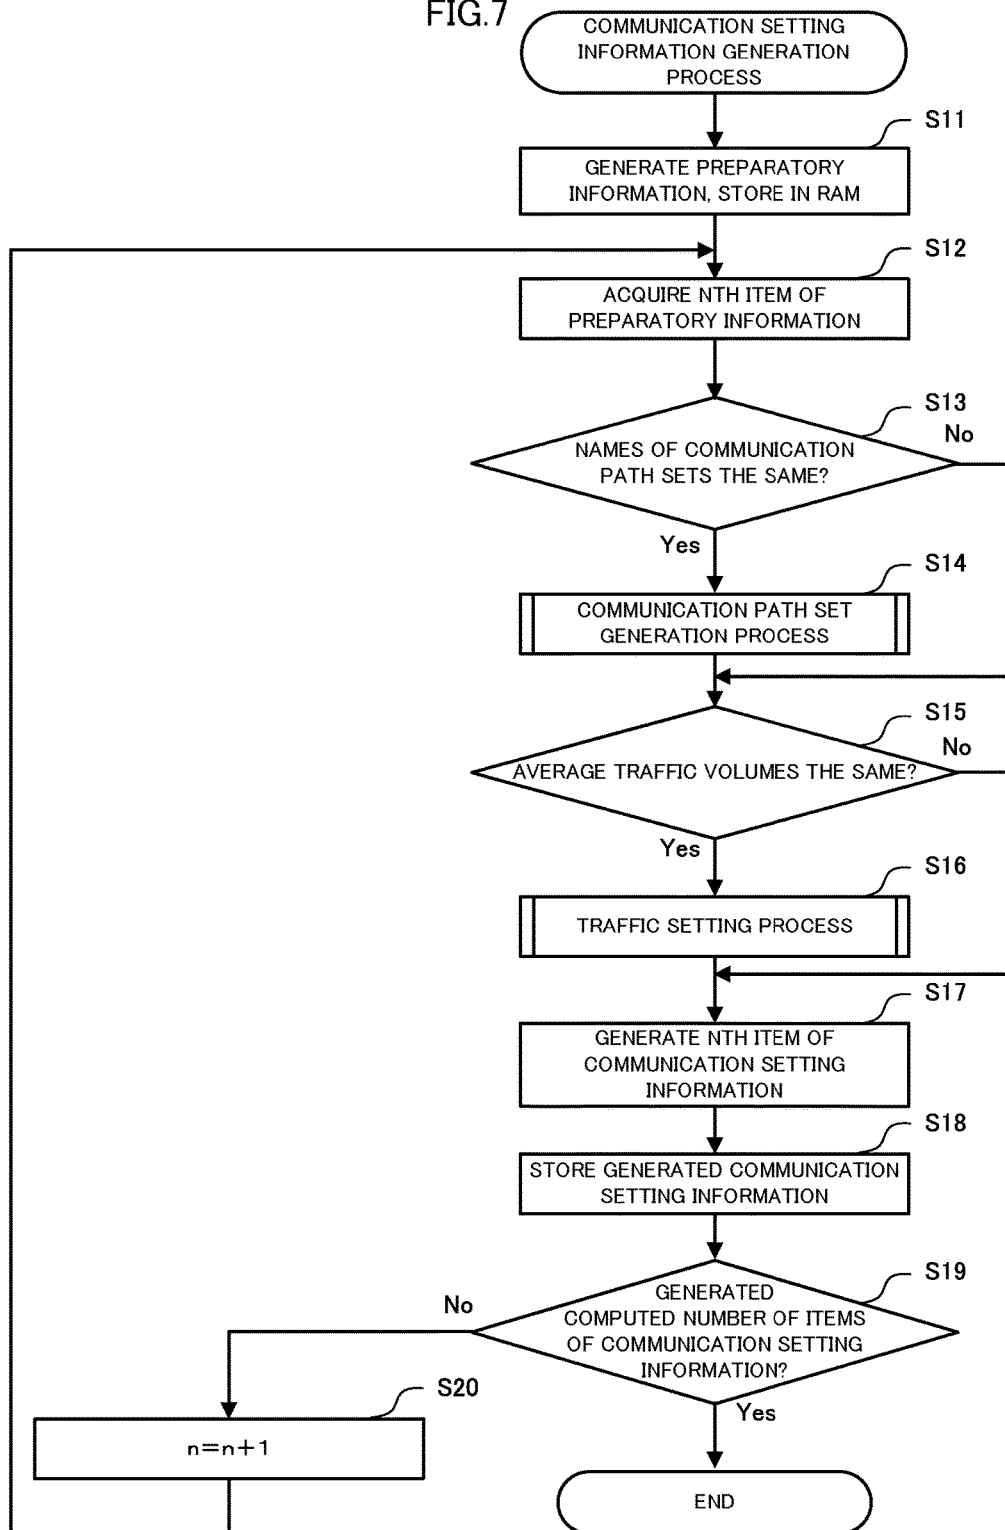 FIG.7
COMMUNICATION SETTING
INFORMATION GENERATION
PROCESS
S11
GENERATE PREPARATORY
INFORMATION, STORE IN RAM
S12
ACQUIRE NTH ITEM OF
PREPARATORY INFORMATION
S13
No
NAMES OF COMMUNICATION
PATH SETS THE SAME?
Yes
S14
COMMUNICATION PATH SET
GENERATION PROCESS
S15
No
AVERAGE TRAFFIC VOLUMES THE SAME?
Yes
S16
TRAFFIC SETTING PROCESS
S17
GENERATE NTH ITEM OF
COMMUNICATION SETTING
INFORMATION
S18
STORE GENERATED COMMUNICATION
SETTING INFORMATION
S19
GENERATED
COMPUTED NUMBER OF ITEMS
OF COMMUNICATION SETTING
INFORMATION?
No
Yes
S20
n=n+1
END